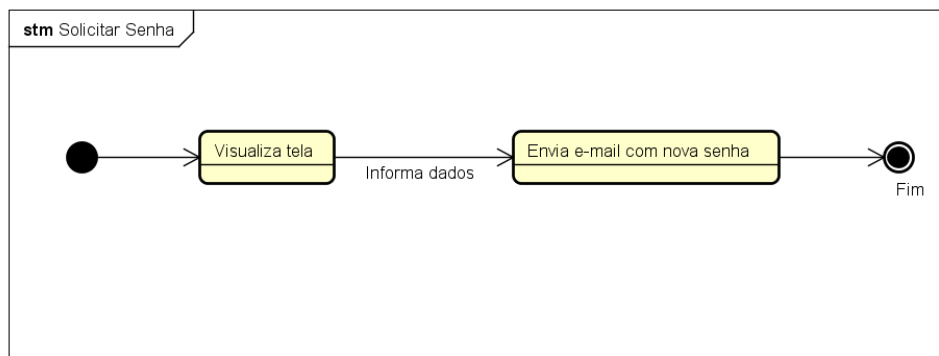 stm Solicitar Senha
Visualiza tela
Informa dados
Envia e-mail com nova senha
Fim